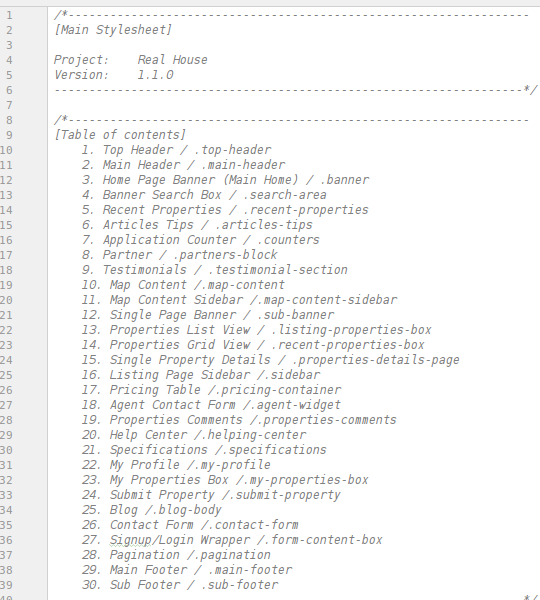 1 /*------------------------------------------------------------------
2 [Main Stylesheet]
3
4 Project:    Real House
5 Version:    1.1.0
6 -------------------------------------------------------------------*/
7
8 /*------------------------------------------------------------------
9 [Table of contents]
10     1. Top Header / .top-header
11     2. Main Header / .main-header
12     3. Home Page Banner (Main Home) / .banner
13     4. Banner Search Box / .search-area
14     5. Recent Properties / .recent-properties
15     6. Articles Tips / .articles-tips
16     7. Application Counter / .counters
17     8. Partner / .partners-block
18     9. Testimonials / .testimonial-section
19     10. Map Content /.map-content
20     11. Map Content Sidebar /.map-content-sidebar
21     12. Single Page Banner / .sub-banner
22     13. Properties List View / .listing-properties-box
23     14. Properties Grid View / .recent-properties-box
24     15. Single Property Details / .properties-details-page
25     16. Listing Page Sidebar /.sidebar
26     17. Pricing Table /.pricing-container
27     18. Agent Contact Form /.agent-widget
28     19. Properties Comments /.properties-comments
29     20. Help Center /.helping-center
30     21. Specifications /.specifications
31     22. My Profile /.my-profile
32     23. My Properties Box /.my-properties-box
33     24. Submit Property /.submit-property
34     25. Blog /.blog-body
35     26. Contact Form /.contact-form
36     27. Signup/Login Wrapper /.form-content-box
37     28. Pagination /.pagination
38     29. Main Footer / .main-footer
39     30. Sub Footer / .sub-footer
40 -------------------------------------------------------------------*/